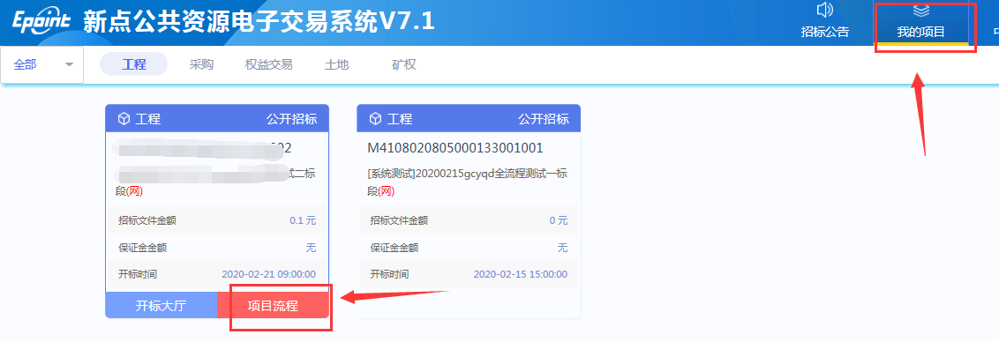 Epoint 新点公共资源电子交易系统V7.1
招标公告
我的项目
全部
工程
采购
权益交易
土地
矿权
工程
公开招标
02
试二标
段(网)
招标文件金额
0.1 元
保证金金额
无
开标时间
2020-02-21 09:00:00
开标大厅
项目流程
工程
公开招标
M4108020805000133001001
[系统测试]20200215gcyqd全流程测试一标
段(网)
招标文件金额
0 元
保证金金额
无
开标时间
2020-02-15 15:00:00